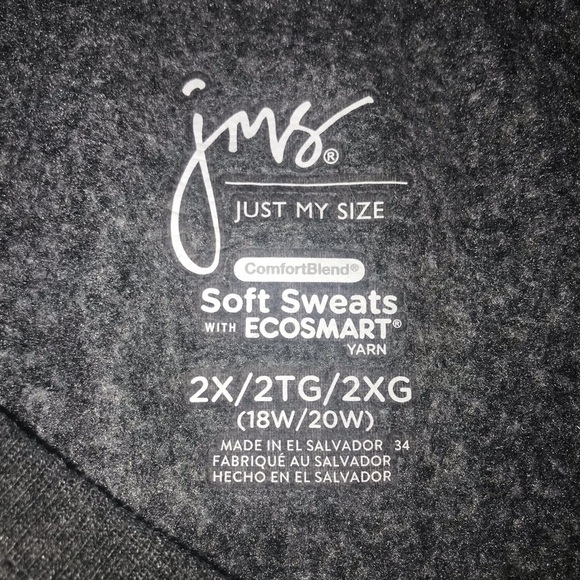 jms®
JUST MY SIZE
ComfortBlend®
Soft Sweats
WITH ECOSMART®
YARN
2X/2TG/2XG
(18W/20W)
MADE IN EL SALVADOR 34
FABRIQUÉ AU SALVADOR
HECHO EN EL SALVADOR